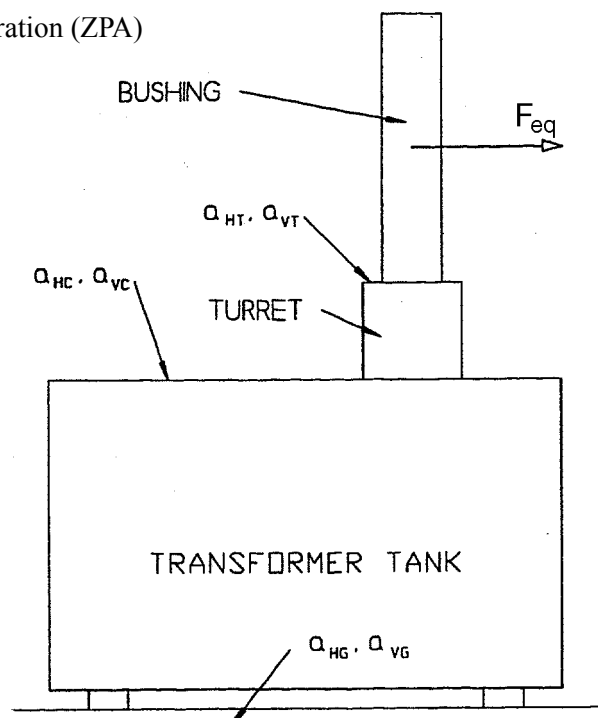 ration (ZPA)
BUSHING
F_eq
a_HT, a_VT
a_HC, a_VC
TURRET
TRANSFORMER TANK
a_HG, a_VG